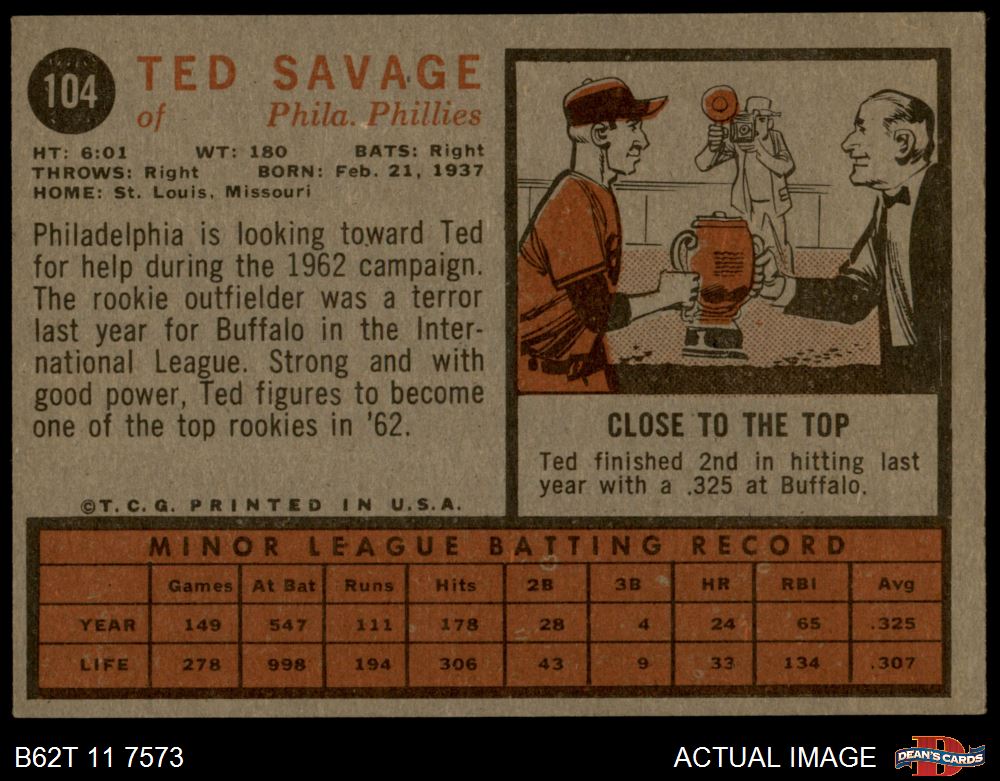 104
TED SAVAGE
of Phila. Phillies
HT: 6:01 WT: 180 BATS: Right
THROWS: Right BORN: Feb. 21, 1937
HOME: St. Louis, Missouri
Philadelphia is looking toward Ted
for help during the 1962 campaign.
The rookie outfielder was a terror
last year for Buffalo in the Inter-
national League. Strong and with
good power, Ted figures to become
one of the top rookies in '62.
©T.C.G. PRINTED IN U.S.A.
1
CLOSE TO THE TOP
Ted finished 2nd in hitting last
year with a .325 at Buffalo.
MINOR LEAGUE BATTING RECORD
Games At Bat Runs Hits 2B 3B HR RBI Avg
YEAR 149 547 111 178 28 4 24 65 .325
LIFE 278 998 194 306 43 9 33 134 .307
B62T 11 7573
ACTUAL IMAGE
D
DEAN'S CARDS